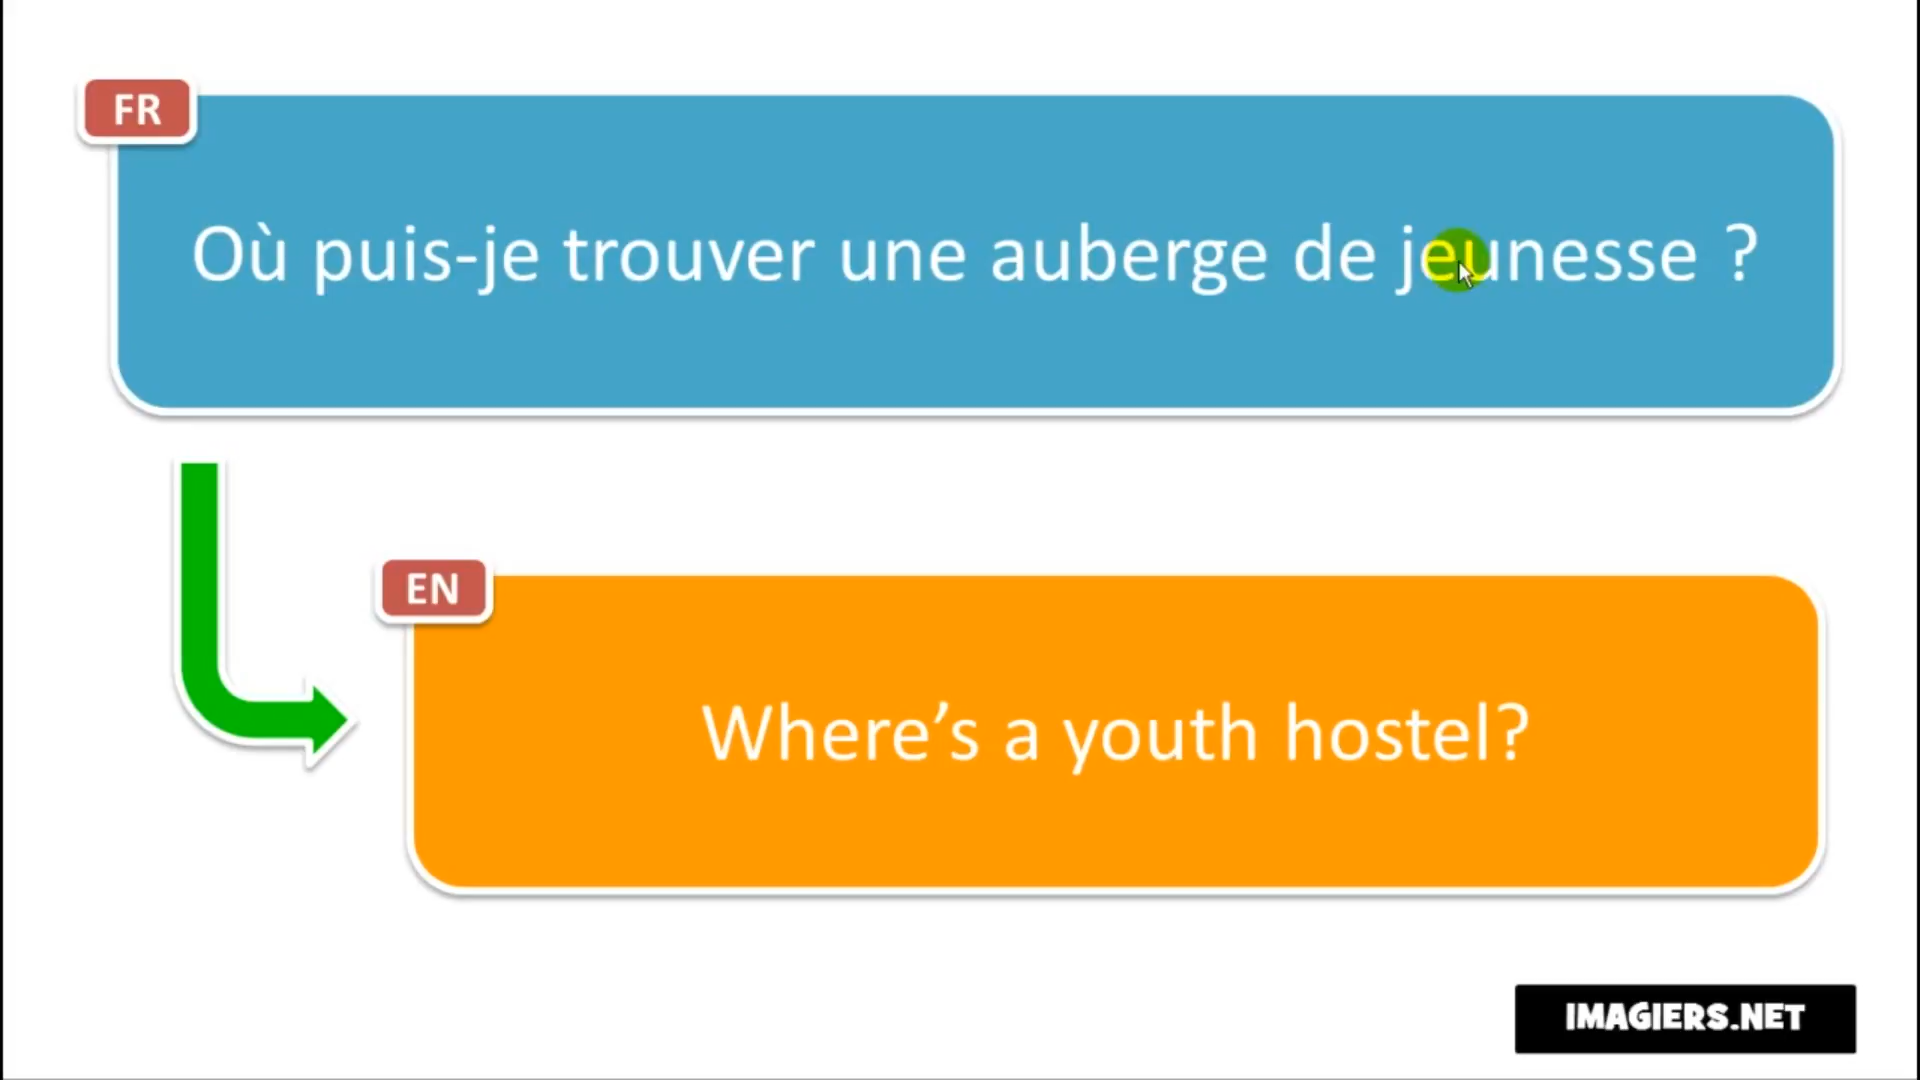 FR
Où puis-je trouver une auberge de jeunesse ?
EN
Where’s a youth hostel?
IMAGIERS.NET